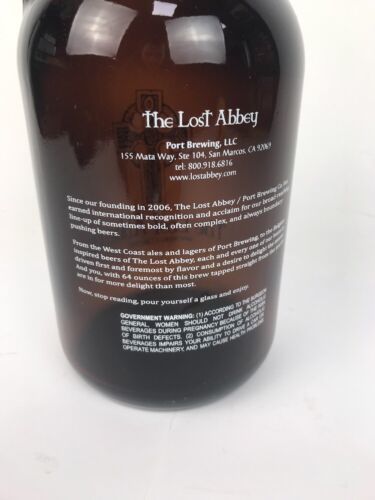 The Lost Abbey
Port Brewing, LLC
155 Mata Way, Ste 104, San Marcos, CA 92069
tel: 800.918.6816
www.lostabbey.com
Since our founding in 2006, The Lost Abbey / Port Brewing Co. has
earned international recognition and acclaim for our broad
line-up of sometimes bold, often complex, and always boundary
pushing beers.
From the West Coast ales and lagers of Port Brewing, to the Belgian
inspired beers of The Lost Abbey, each and every one of our beers is
driven first and foremost by flavor and a desire to delight
And you, with 64 ounces of this brew tapped straight from the
are in for more delight than most.
Now, stop reading, pour yourself a glass and enjoy.
GOVERNMENT WARNING: (1) ACCORDING TO THE SURGEON
GENERAL, WOMEN SHOULD NOT DRINK ALCOHOLIC
BEVERAGES DURING PREGNANCY BECAUSE OF THE RISK
OF BIRTH DEFECTS. (2) CONSUMPTION OF ALCOHOLIC
BEVERAGES IMPAIRS YOUR ABILITY TO DRIVE A CAR OR
OPERATE MACHINERY, AND MAY CAUSE HEALTH PROBLEMS